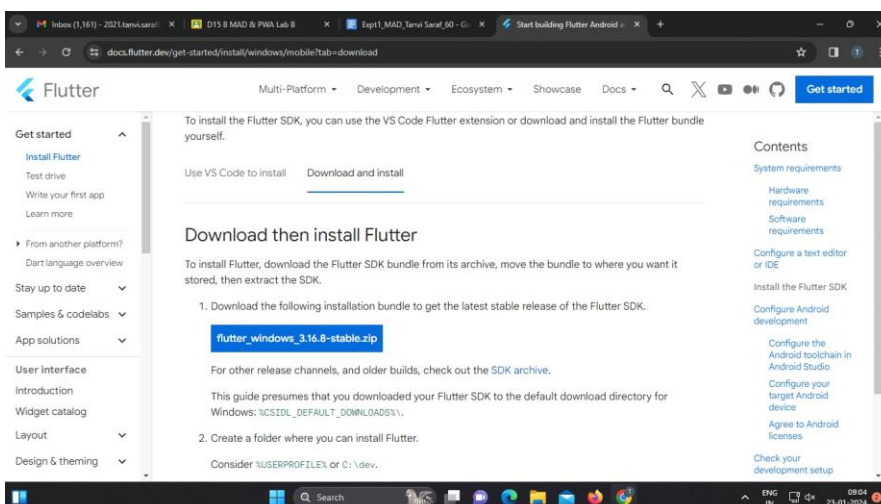 Inbox (1,161) - 2021.tanvi.saraf
D15 B MAD & PWA Lab B
Expt1_MAD_Tanvi Saraf_60 - Go
Start building Flutter Android a
docs.flutter.dev/get-started/install/windows/mobile?tab=download
Flutter
Multi-Platform
Development
Ecosystem
Showcase
Docs
Get started
Get started
Install Flutter
Test drive
Write your first app
Learn more
From another platform?
Dart language overview
Stay up to date
Samples & codelabs
App solutions
User interface
Introduction
Widget catalog
Layout
Design & theming
To install the Flutter SDK, you can use the VS Code Flutter extension or download and install the Flutter bundle
yourself.
Use VS Code to install
Download and install
Download then install Flutter
To install Flutter, download the Flutter SDK bundle from its archive, move the bundle to where you want it
stored, then extract the SDK.
1. Download the following installation bundle to get the latest stable release of the Flutter SDK.
flutter_windows_3.16.8-stable.zip
For other release channels, and older builds, check out the SDK archive.
This guide presumes that you downloaded your Flutter SDK to the default download directory for
Windows: %CSIDL_DEFAULT_DOWNLOADS%\.
2. Create a folder where you can install Flutter.
Consider %USERPROFILE% or C:\dev.
Contents
System requirements
Hardware
requirements
Software
requirements
Configure a text editor
or IDE
Install the Flutter SDK
Configure Android
development
Configure the
Android toolchain in
Android Studio
Configure your
target Android
device
Agree to Android
licenses
Check your
development setup
Search
ENG
IN
09:04
23-01-2024